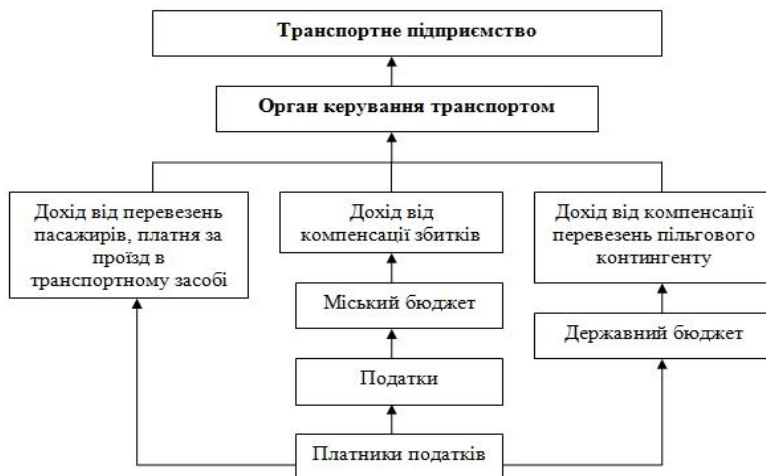 Транспортне підприємство
Орган керування транспортом
Дохід від перевезень
пасажирів, платня за
проїзд в
транспортному засобі
Дохід від
компенсації збитків
Дохід від компенсації
перевезень пільгового
контингенту
Міський бюджет
Державний бюджет
Податки
Платники податків